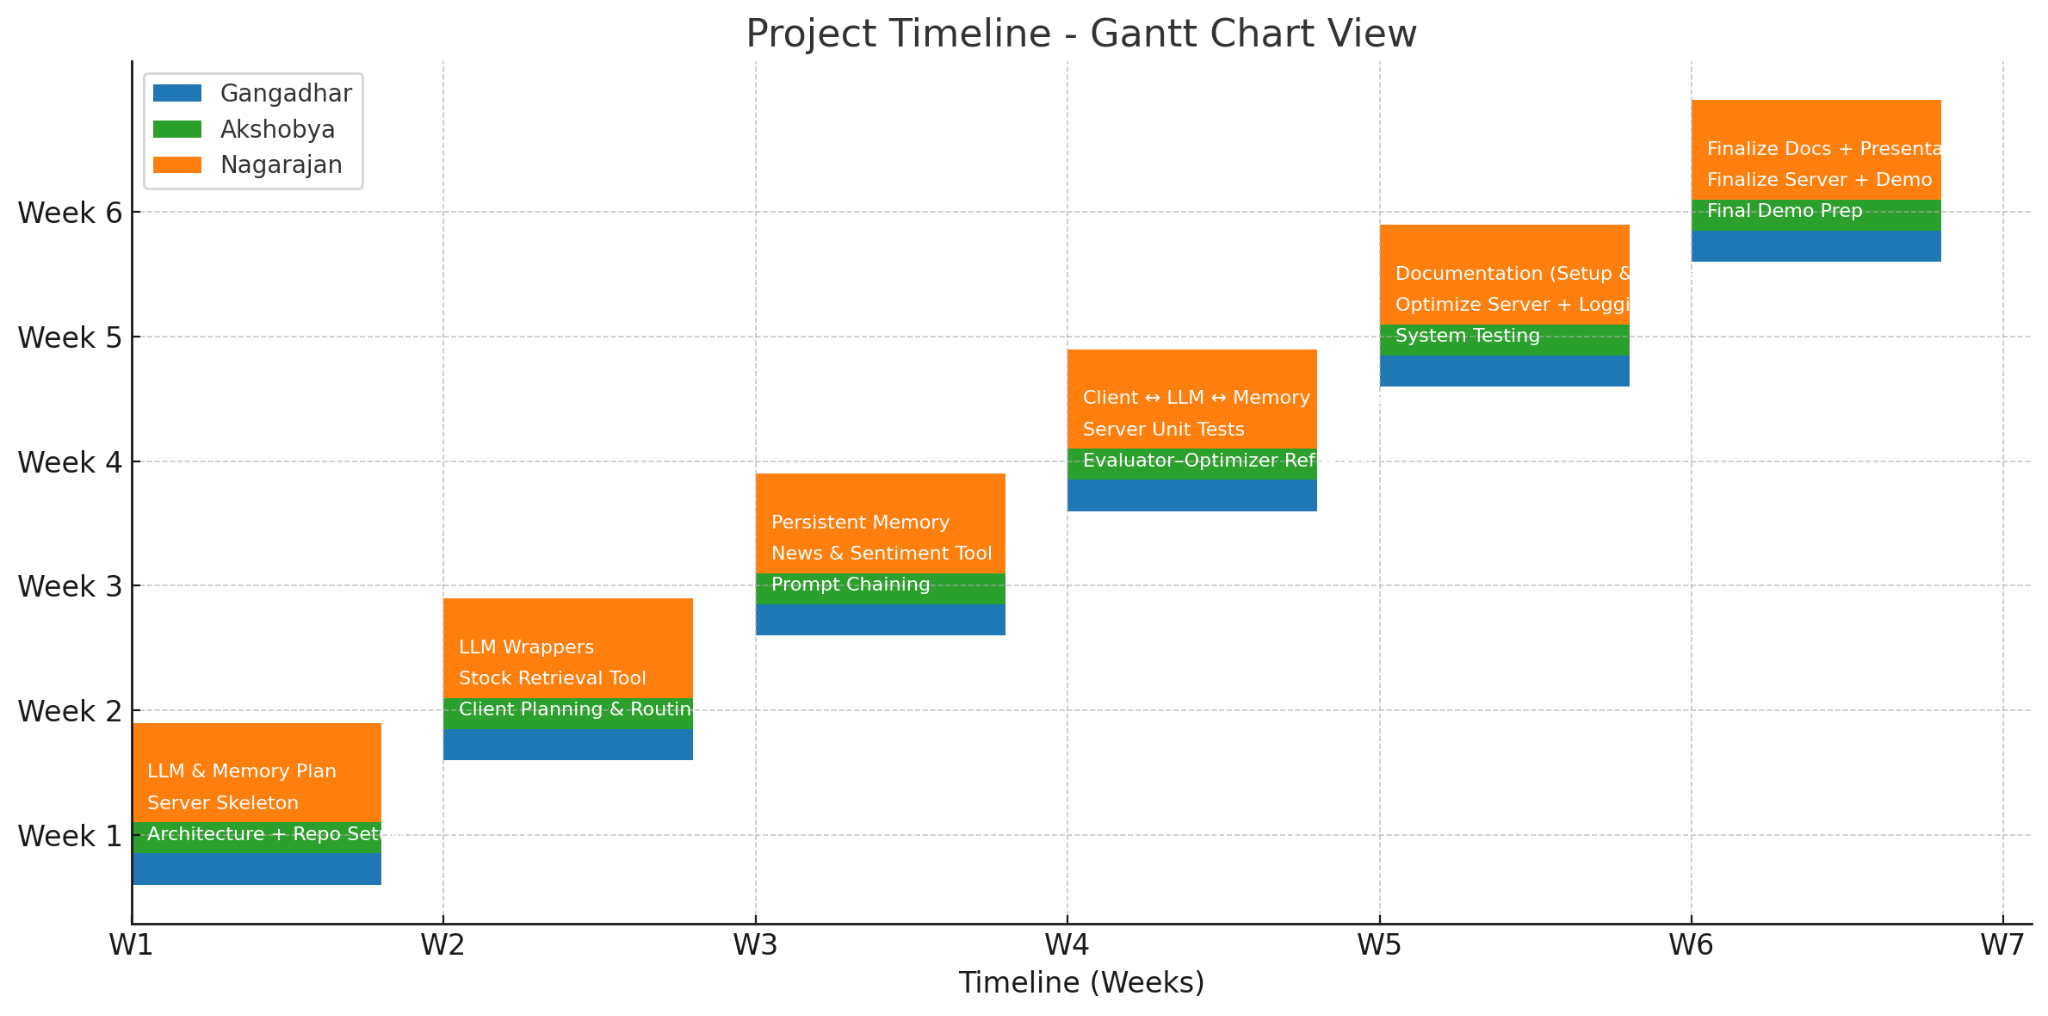 Project Timeline - Gantt Chart View
Gangadhar
Akshobya
Nagarajan
Week 6
Week 5
Week 4
Week 3
Week 2
Week 1
Finalize Docs + Presenta
Finalize Server + Demo
Final Demo Prep
Documentation (Setup &
Optimize Server + Loggi
System Testing
Client ↔ LLM ↔ Memory
Server Unit Tests
Evaluator–Optimizer Ref
Persistent Memory
News & Sentiment Tool
Prompt Chaining
LLM Wrappers
Stock Retrieval Tool
Client Planning & Routin
LLM & Memory Plan
Server Skeleton
Architecture + Repo Setu
W1 W2 W3 W4 W5 W6 W7
Timeline (Weeks)